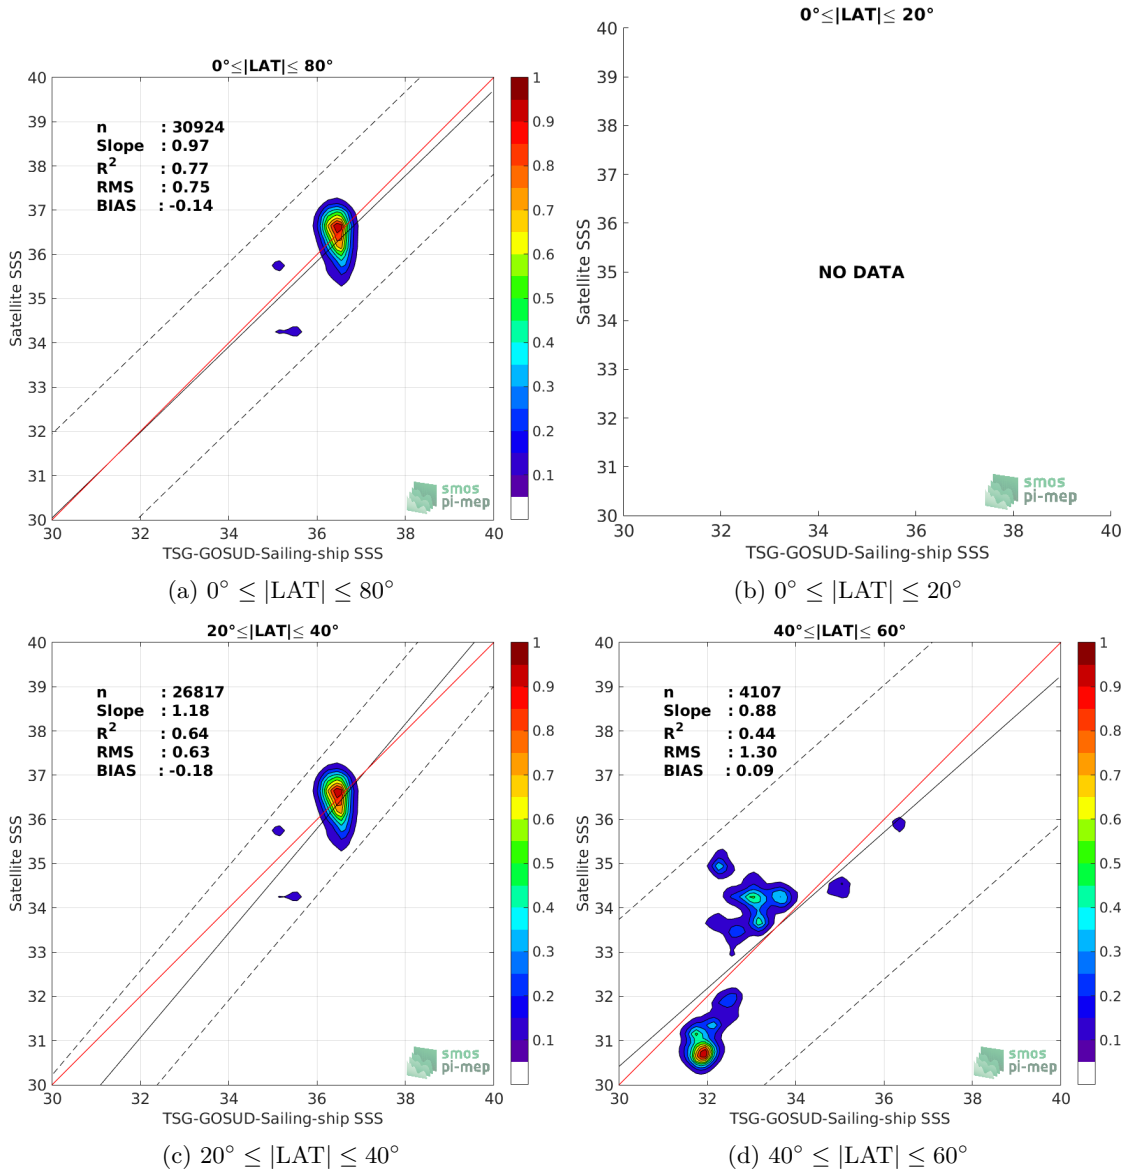 0°≤|LAT|≤ 80°
40
39
38
37
36
35
34
33
32
31
30
Satellite SSS
n : 30924
Slope : 0.97
R² : 0.77
RMS : 0.75
BIAS : -0.14
1
0.9
0.8
0.7
0.6
0.5
0.4
0.3
0.2
0.1
smos
pi-mep
30 32 34 36 38 40
TSG-GOSUD-Sailing-ship SSS
(a) 0° ≤ |LAT| ≤ 80°
0°≤|LAT|≤ 20°
40
39
38
37
36
35
34
33
32
31
30
Satellite SSS
NO DATA
smos
pi-mep
30 32 34 36 38 40
TSG-GOSUD-Sailing-ship SSS
(b) 0° ≤ |LAT| ≤ 20°
20°≤|LAT|≤ 40°
40
39
38
37
36
35
34
33
32
31
30
Satellite SSS
n : 26817
Slope : 1.18
R² : 0.64
RMS : 0.63
BIAS : -0.18
1
0.9
0.8
0.7
0.6
0.5
0.4
0.3
0.2
0.1
smos
pi-mep
30 32 34 36 38 40
TSG-GOSUD-Sailing-ship SSS
(c) 20° ≤ |LAT| ≤ 40°
40°≤|LAT|≤ 60°
40
39
38
37
36
35
34
33
32
31
30
Satellite SSS
n : 4107
Slope : 0.88
R² : 0.44
RMS : 1.30
BIAS : 0.09
1
0.9
0.8
0.7
0.6
0.5
0.4
0.3
0.2
0.1
smos
pi-mep
30 32 34 36 38 40
TSG-GOSUD-Sailing-ship SSS
(d) 40° ≤ |LAT| ≤ 60°